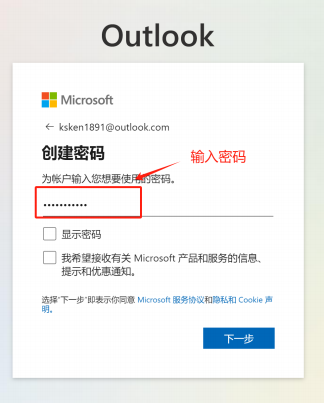 Outlook
Microsoft
← ksken1891@outlook.com
创建密码
输入密码
为帐户输入您想要使用的密码。
•••••••••••
显示密码
我希望接收有关 Microsoft 产品和服务的信息、
提示和优惠通知。
选择“下一步”即表示你同意 Microsoft 服务协议和隐私和 Cookie 声
明。
下一步